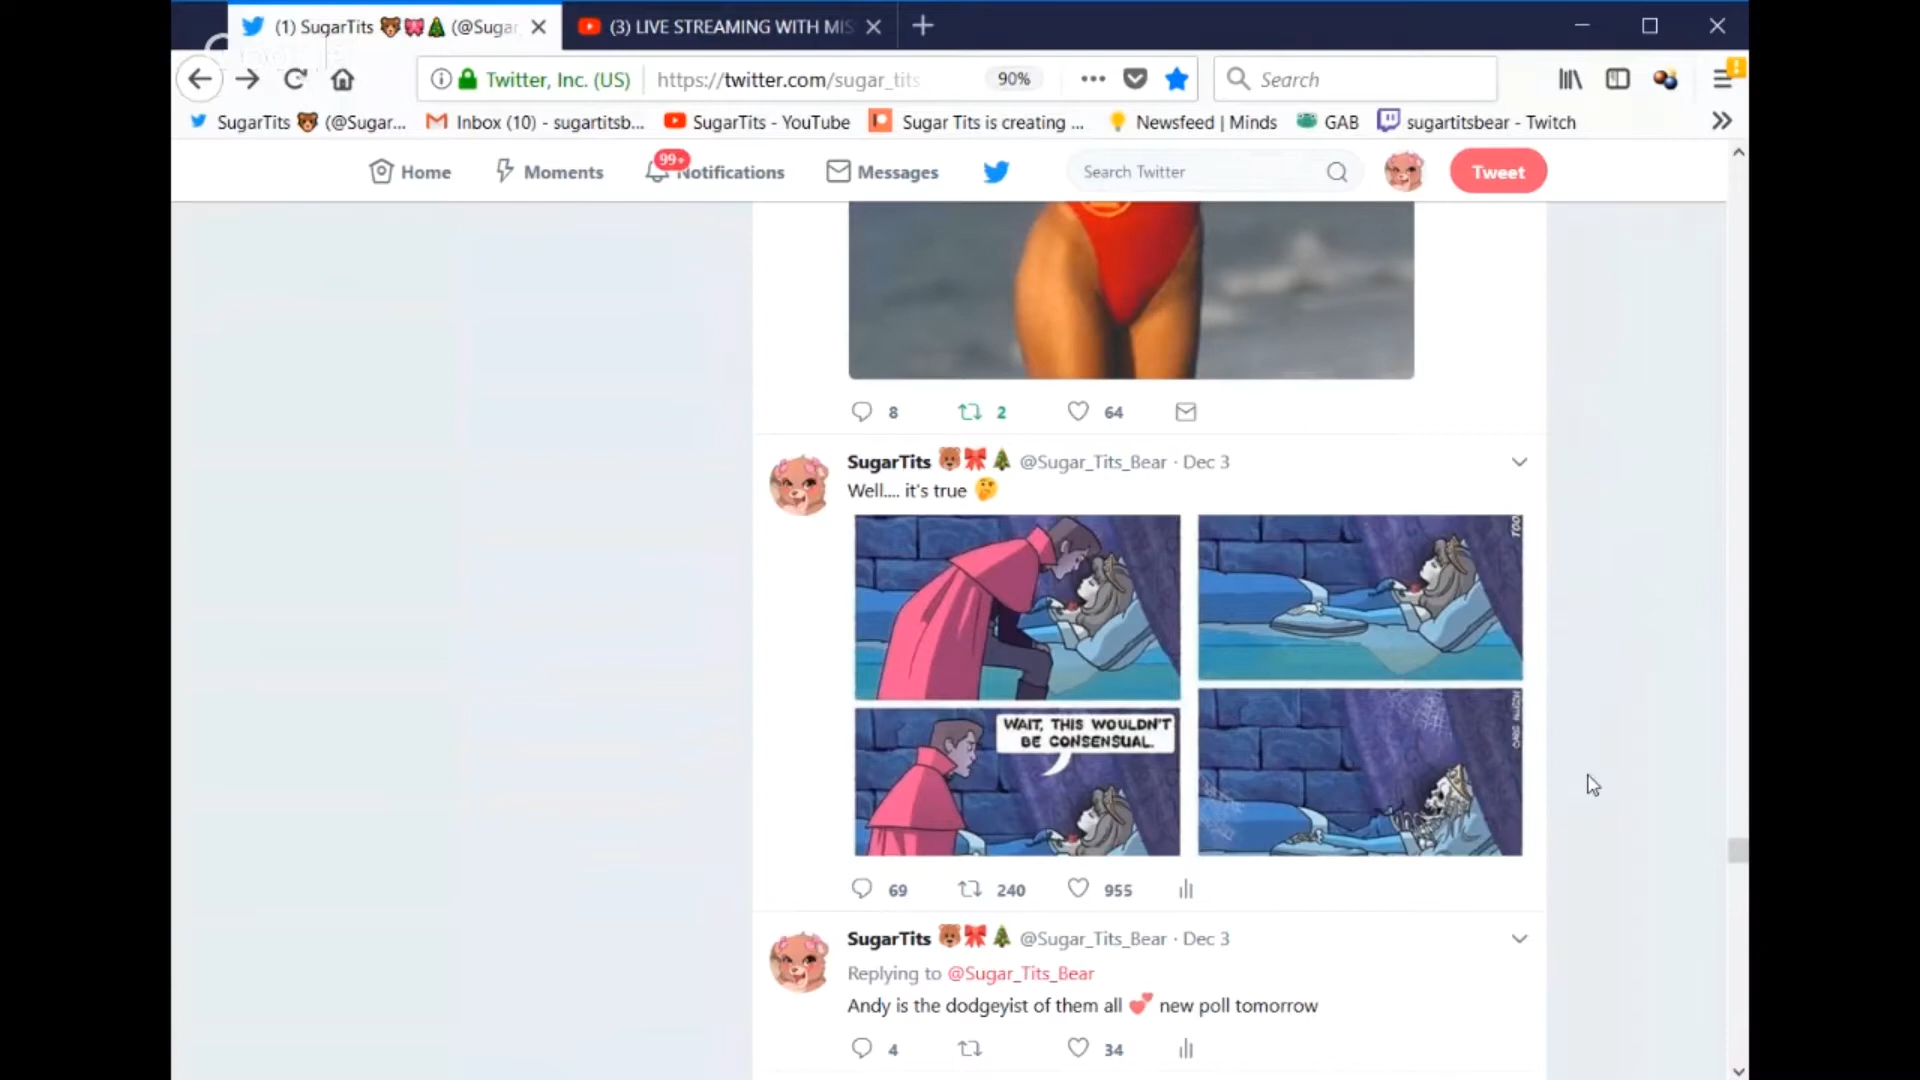 (1) SugarTits 🐻🎀🎄 (@Sugar
(3) LIVE STREAMING WITH MIS
Twitter, Inc. (US)
https://twitter.com/sugar_tits
90%
Search
SugarTits 🐻 (@Sugar...
Inbox (10) - sugartitsb...
SugarTits - YouTube
Sugar Tits is creating ...
Newsfeed | Minds
GAB
sugartitsbear - Twitch
Home
Moments
99+
Notifications
Messages
Search Twitter
Tweet
8
2
64
SugarTits 🐻🎀🎄 @Sugar_Tits_Bear · Dec 3
Well.... it's true 🤔
WAIT, THIS WOULDN'T
BE CONSENSUAL.
69
240
955
SugarTits 🐻🎀🎄 @Sugar_Tits_Bear · Dec 3
Replying to @Sugar_Tits_Bear
Andy is the dodgeyist of them all 💕 new poll tomorrow
4
34